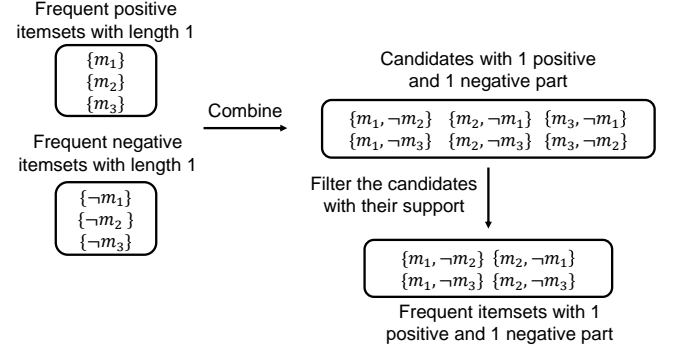 Frequent positive
itemsets with length 1
{m₁}
{m₂}
{m₃}
Frequent negative
itemsets with length 1
{¬m₁}
{¬m₂ }
{¬m₃}
Combine
Candidates with 1 positive
and 1 negative part
{m₁, ¬m₂} {m₂, ¬m₁} {m₃, ¬m₁}
{m₁, ¬m₃} {m₂, ¬m₃} {m₃, ¬m₂}
Filter the candidates
with their support
{m₁, ¬m₂} {m₂, ¬m₁}
{m₁, ¬m₃} {m₂, ¬m₃}
Frequent itemsets with 1
positive and 1 negative part